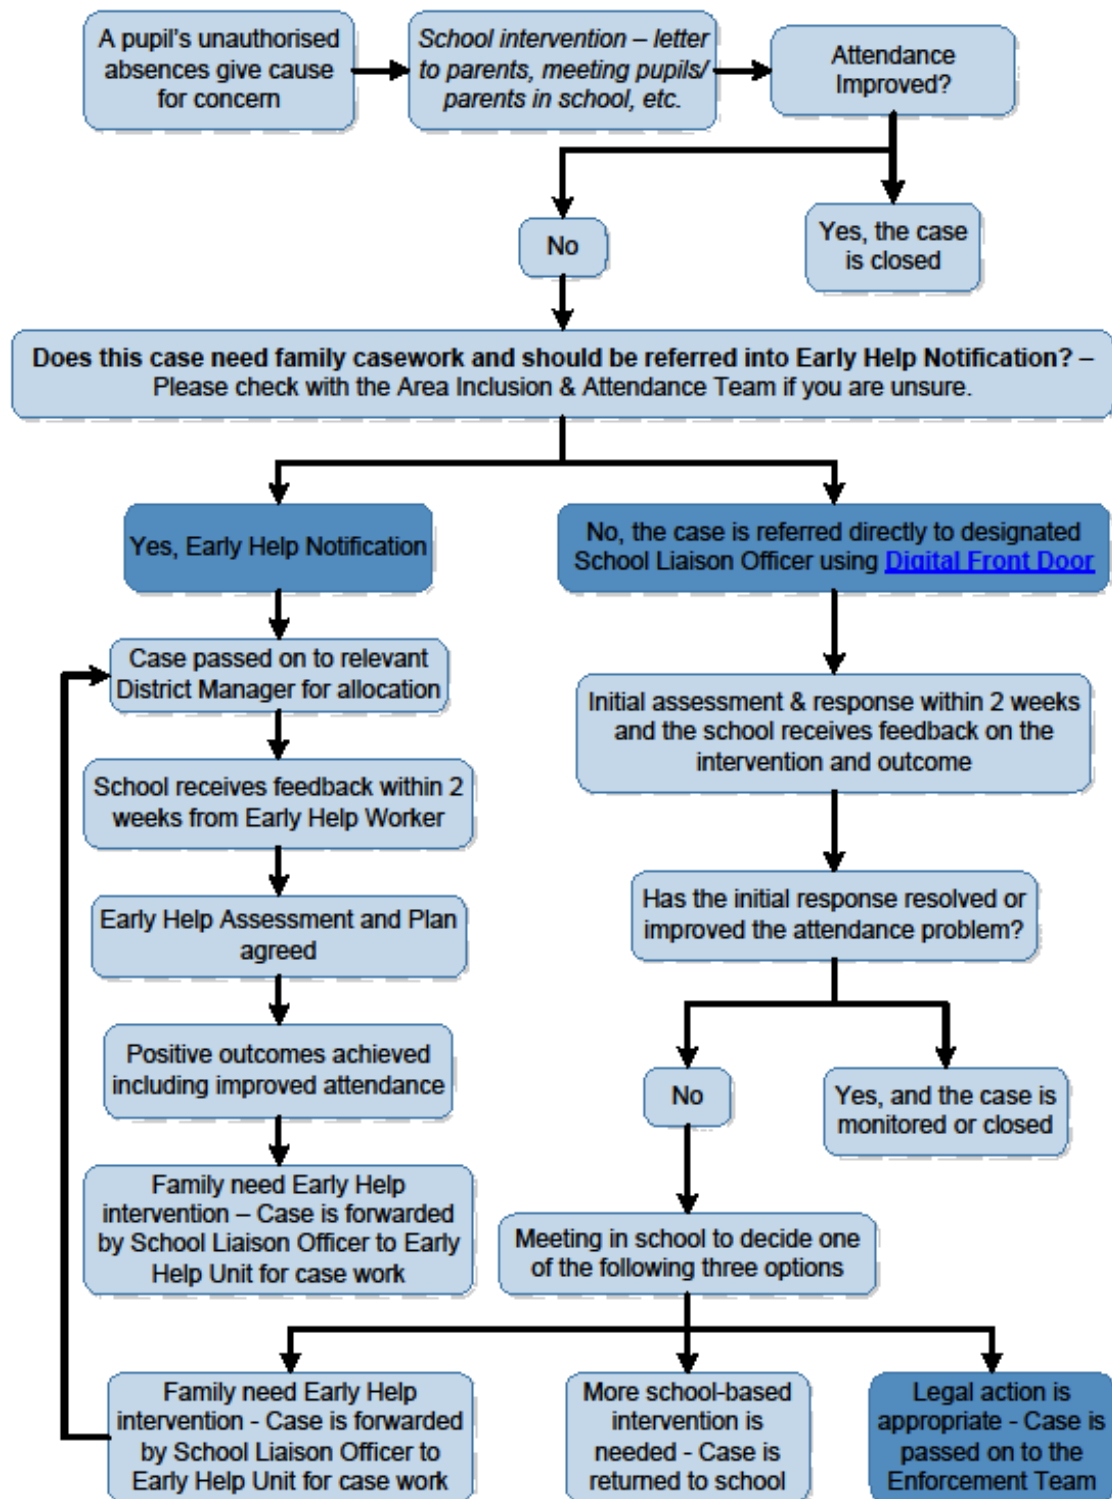 A pupil's unauthorised
absences give cause
for concern
School intervention – letter
to parents, meeting pupils/
parents in school, etc.
Attendance
Improved?
No
Yes, the case
is closed
Does this case need family casework and should be referred into Early Help Notification? –
Please check with the Area Inclusion & Attendance Team if you are unsure.
Yes, Early Help Notification
No, the case is referred directly to designated
School Liaison Officer using Digital Front Door
Case passed on to relevant
District Manager for allocation
Initial assessment & response within 2 weeks
and the school receives feedback on the
intervention and outcome
School receives feedback within 2
weeks from Early Help Worker
Has the initial response resolved or
improved the attendance problem?
Early Help Assessment and Plan
agreed
Positive outcomes achieved
including improved attendance
No
Yes, and the case is
monitored or closed
Family need Early Help
intervention – Case is forwarded
by School Liaison Officer to Early
Help Unit for case work
Meeting in school to decide one
of the following three options
Family need Early Help
intervention - Case is forwarded
by School Liaison Officer to
Early Help Unit for case work
More school-based
intervention is
needed - Case is
returned to school
Legal action is
appropriate - Case is
passed on to the
Enforcement Team